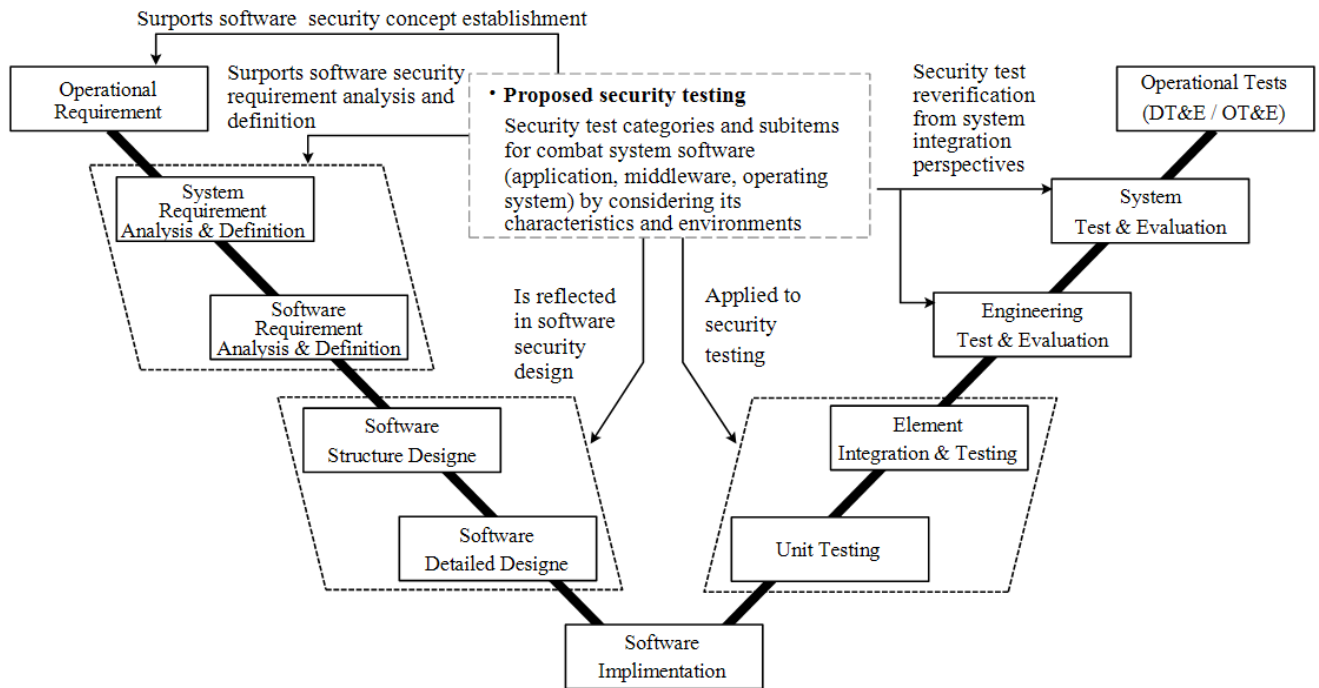 Surports software security concept establishment
Operational
Requirement
Surports software security
requirement analysis and
definition
• Proposed security testing
Security test categories and subitems
for combat system software
(application, middleware, operating
system) by considering its
characteristics and environments
Security test
reverification
from system
integration
perspectives
Operational Tests
(DT&E / OT&E)
System
Requirement
Analysis & Definition
System
Test & Evaluation
Software
Requirement
Analysis & Definition
Is reflected
in software
security
design
Applied to
security
testing
Engineering
Test & Evaluation
Software
Structure Designe
Element
Integration & Testing
Software
Detailed Designe
Unit Testing
Software
Implimentation